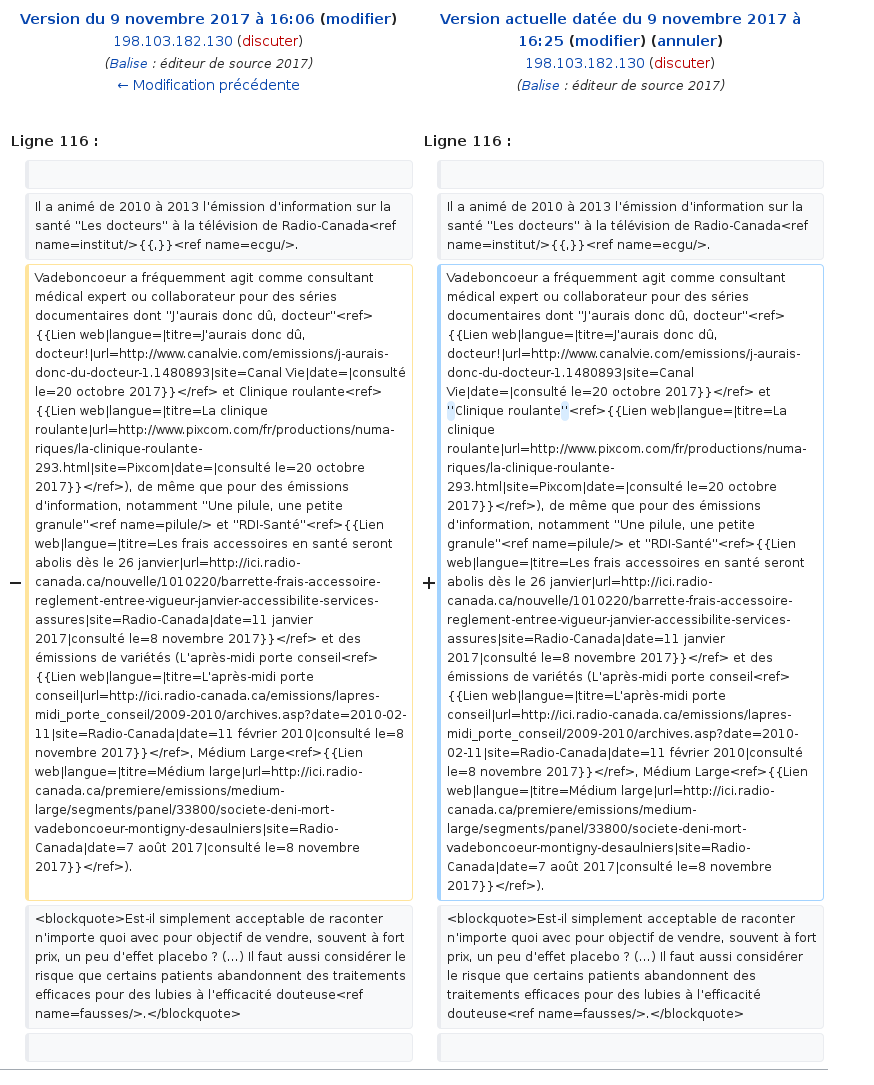 Version du 9 novembre 2017 à 16:06 (modifier)
198.103.182.130 (discuter)
(Balise : éditeur de source 2017)
← Modification précédente
Version actuelle datée du 9 novembre 2017 à
16:25 (modifier) (annuler)
198.103.182.130 (discuter)
(Balise : éditeur de source 2017)
Ligne 116 :
Ligne 116 :
Il a animé de 2010 à 2013 l'émission d'information sur la
santé ''Les docteurs'' à la télévision de Radio-Canada<ref
name=institut/>{{,}}<ref name=ecgu/>.
Il a animé de 2010 à 2013 l'émission d'information sur la
santé ''Les docteurs'' à la télévision de Radio-Canada<ref
name=institut/>{{,}}<ref name=ecgu/>.
−
Vadeboncoeur a fréquemment agit comme consultant
médical expert ou collaborateur pour des séries
documentaires dont ''J'aurais donc dû, docteur''<ref>
{{Lien web|langue=|titre=J'aurais donc dû,
docteur!|url=http://www.canalvie.com/emissions/j-aurais-
donc-du-docteur-1.1480893|site=Canal Vie|date=|consulté
le=20 octobre 2017}}</ref> et Clinique roulante<ref>
{{Lien web|langue=|titre=La clinique
roulante|url=http://www.pixcom.com/fr/productions/numa-
riques/la-clinique-roulante-
293.html|site=Pixcom|date=|consulté le=20 octobre
2017}}</ref>), de même que pour des émissions
d'information, notamment ''Une pilule, une petite
granule''<ref name=pilule/> et ''RDI-Santé''<ref>{{Lien
web|langue=|titre=Les frais accessoires en santé seront
abolis dès le 26 janvier|url=http://ici.radio-
canada.ca/nouvelle/1010220/barrette-frais-accessoire-
reglement-entree-vigueur-janvier-accessibilite-services-
assures|site=Radio-Canada|date=11 janvier
2017|consulté le=8 novembre 2017}}</ref> et des
émissions de variétés (L'après-midi porte conseil<ref>
{{Lien web|langue=|titre=L'après-midi porte
conseil|url=http://ici.radio-canada.ca/emissions/lapres-
midi_porte_conseil/2009-2010/archives.asp?date=2010-02-
11|site=Radio-Canada|date=11 février 2010|consulté le=8
novembre 2017}}</ref>, Médium Large<ref>{{Lien
web|langue=|titre=Médium large|url=http://ici.radio-
canada.ca/premiere/emissions/medium-
large/segments/panel/33800/societe-deni-mort-
vadeboncoeur-montigny-desaulniers|site=Radio-
Canada|date=7 août 2017|consulté le=8 novembre
2017}}</ref>).
+
Vadeboncoeur a fréquemment agit comme consultant
médical expert ou collaborateur pour des séries
documentaires dont ''J'aurais donc dû, docteur''<ref>
{{Lien web|langue=|titre=J'aurais donc dû,
docteur!|url=http://www.canalvie.com/emissions/j-aurais-
donc-du-docteur-1.1480893|site=Canal
Vie|date=|consulté le=20 octobre 2017}}</ref> et
''Clinique roulante''<ref>{{Lien web|langue=|titre=La
clinique
roulante|url=http://www.pixcom.com/fr/productions/numa-
riques/la-clinique-roulante-
293.html|site=Pixcom|date=|consulté le=20 octobre
2017}}</ref>), de même que pour des émissions
d'information, notamment ''Une pilule, une petite
granule''<ref name=pilule/> et ''RDI-Santé''<ref>{{Lien
web|langue=|titre=Les frais accessoires en santé seront
abolis dès le 26 janvier|url=http://ici.radio-
canada.ca/nouvelle/1010220/barrette-frais-accessoire-
reglement-entree-vigueur-janvier-accessibilite-services-
assures|site=Radio-Canada|date=11 janvier
2017|consulté le=8 novembre 2017}}</ref> et des
émissions de variétés (L'après-midi porte conseil<ref>
{{Lien web|langue=|titre=L'après-midi porte
conseil|url=http://ici.radio-canada.ca/emissions/lapres-
midi_porte_conseil/2009-2010/archives.asp?date=2010-
02-11|site=Radio-Canada|date=11 février 2010|consulté
le=8 novembre 2017}}</ref>, Médium Large<ref>{{Lien
web|langue=|titre=Médium large|url=http://ici.radio-
canada.ca/premiere/emissions/medium-
large/segments/panel/33800/societe-deni-mort-
vadeboncoeur-montigny-desaulniers|site=Radio-
Canada|date=7 août 2017|consulté le=8 novembre
2017}}</ref>).
<blockquote>Est-il simplement acceptable de raconter
n'importe quoi avec pour objectif de vendre, souvent à fort
prix, un peu d'effet placebo ? (...) Il faut aussi considérer le
risque que certains patients abandonnent des traitements
efficaces pour des lubies à l'efficacité douteuse<ref
name=fausses/>.</blockquote>
<blockquote>Est-il simplement acceptable de raconter
n'importe quoi avec pour objectif de vendre, souvent à fort
prix, un peu d'effet placebo ? (...) Il faut aussi considérer
le risque que certains patients abandonnent des
traitements efficaces pour des lubies à l'efficacité
douteuse<ref name=fausses/>.</blockquote>